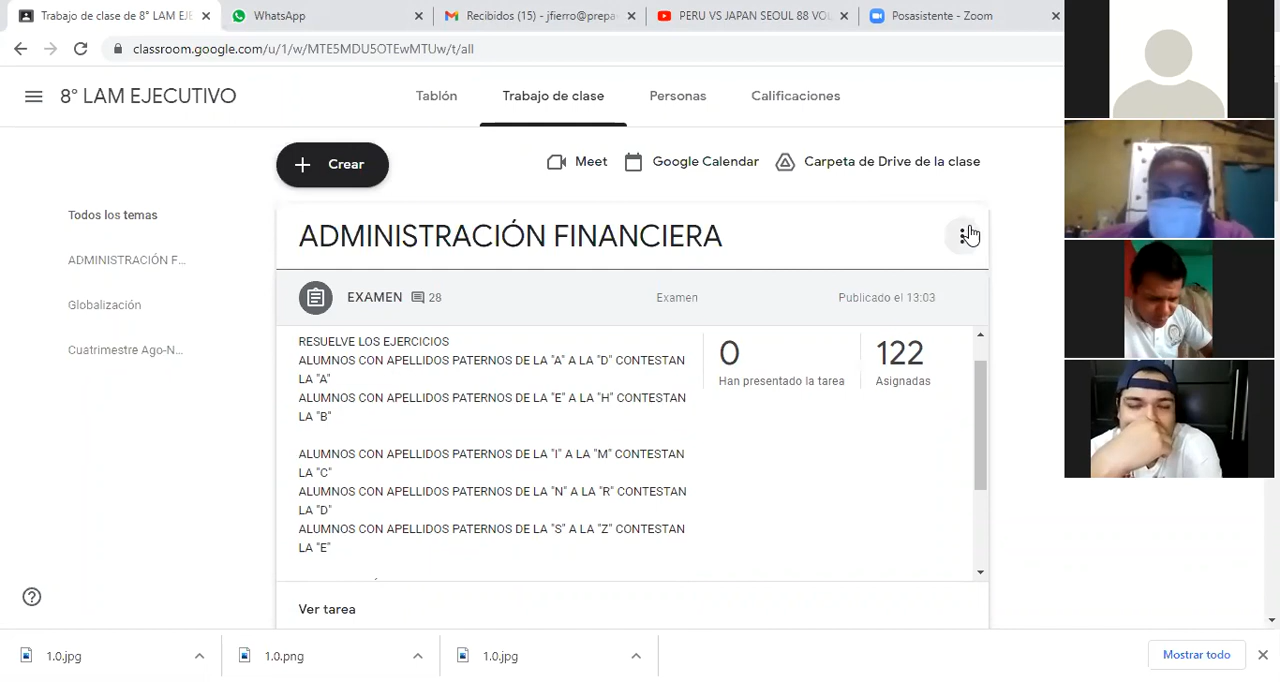 Trabajo de clase de 8° LAM EJE
WhatsApp
Recibidos (15) - jfierro@prepa
PERU VS JAPAN SEOUL 88 VOL
Posasistente - Zoom
classroom.google.com/u/1/w/MTE5MDU5OTEwMTUw/t/all
8° LAM EJECUTIVO
Tablón
Trabajo de clase
Personas
Calificaciones
Crear
Meet
Google Calendar
Carpeta de Drive de la clase
Todos los temas
ADMINISTRACIÓN F...
Globalización
Cuatrimestre Ago-N...
ADMINISTRACIÓN FINANCIERA
EXAMEN 28
Examen
Publicado el 13:03
RESUELVE LOS EJERCICIOS
ALUMNOS CON APELLIDOS PATERNOS DE LA "A" A LA "D" CONTESTAN
LA "A"
ALUMNOS CON APELLIDOS PATERNOS DE LA "E" A LA "H" CONTESTAN
LA "B"
ALUMNOS CON APELLIDOS PATERNOS DE LA "I" A LA "M" CONTESTAN
LA "C"
ALUMNOS CON APELLIDOS PATERNOS DE LA "N" A LA "R" CONTESTAN
LA "D"
ALUMNOS CON APELLIDOS PATERNOS DE LA "S" A LA "Z" CONTESTAN
LA "E"
0
Han presentado la tarea
122
Asignadas
Ver tarea
1.0.jpg
1.0.png
1.0.jpg
Mostrar todo